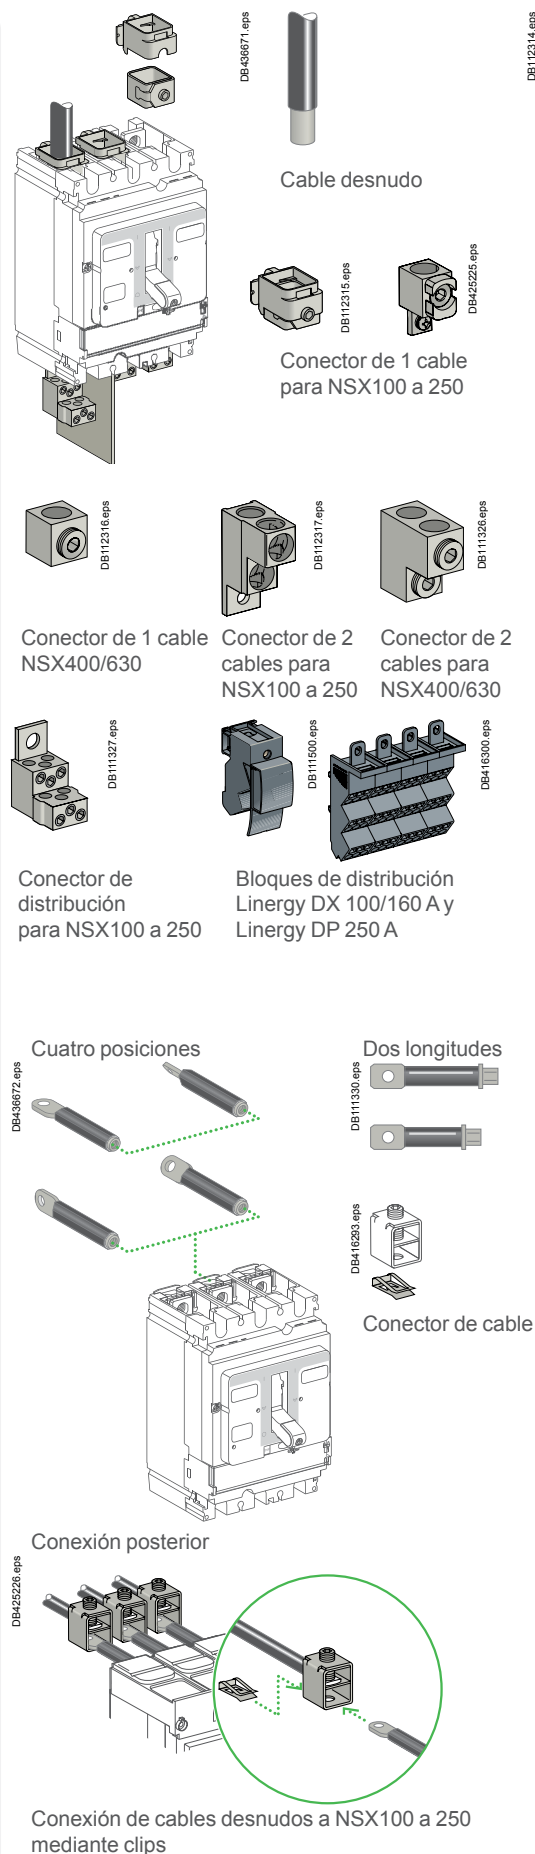 DB436671.eps
DB112314.eps
Cable desnudo
DB112315.eps
DB425225.eps
Conector de 1 cable
para NSX100 a 250
DB112316.eps
DB112317.eps
DB111326.eps
Conector de 1 cable
NSX400/630
Conector de 2
cables para
NSX100 a 250
Conector de 2
cables para
NSX400/630
DB111327.eps
DB111500.eps
DB416300.eps
Conector de
distribución
para NSX100 a 250
Bloques de distribución
Linergy DX 100/160 A y
Linergy DP 250 A
Cuatro posiciones
Dos longitudes
DB436672.eps
DB111330.eps
DB416293.eps
Conector de cable
Conexión posterior
DB425226.eps
Conexión de cables desnudos a NSX100 a 250
mediante clips